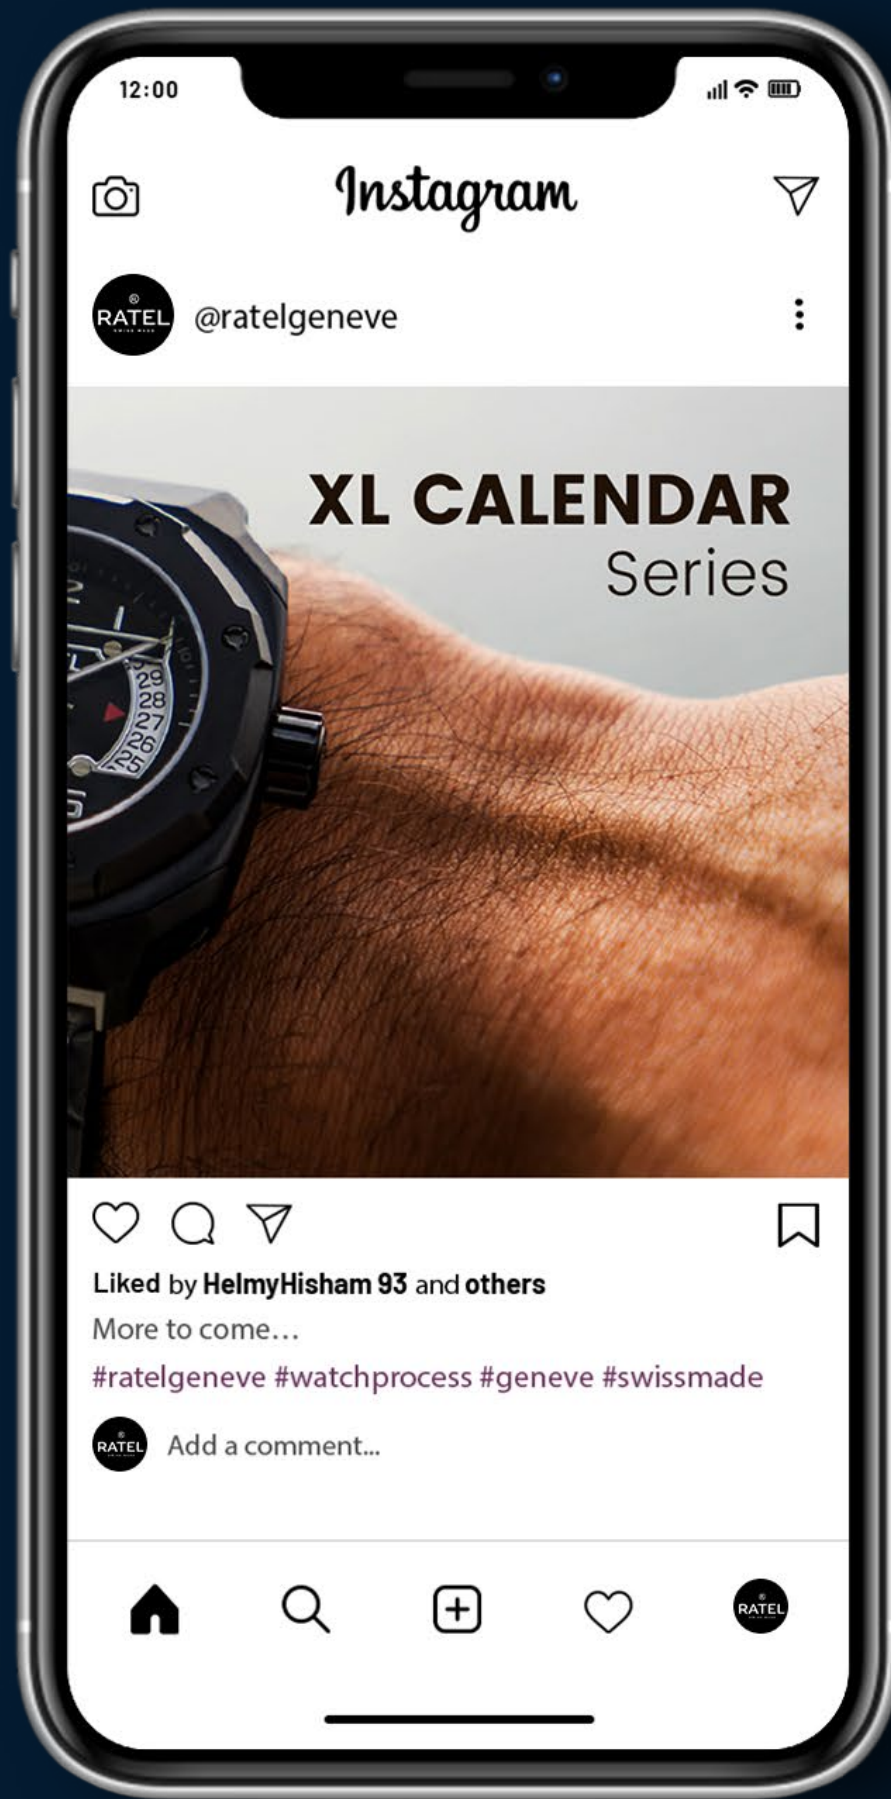 12:00
Instagram
® RATEL
@ratelgeneve
XL CALENDAR
Series
29
28
27
26
25
Liked by HelmyHisham 93 and others
More to come...
#ratelgeneve #watchprocess #geneve #swissmade
RATEL
Add a comment...
RATEL